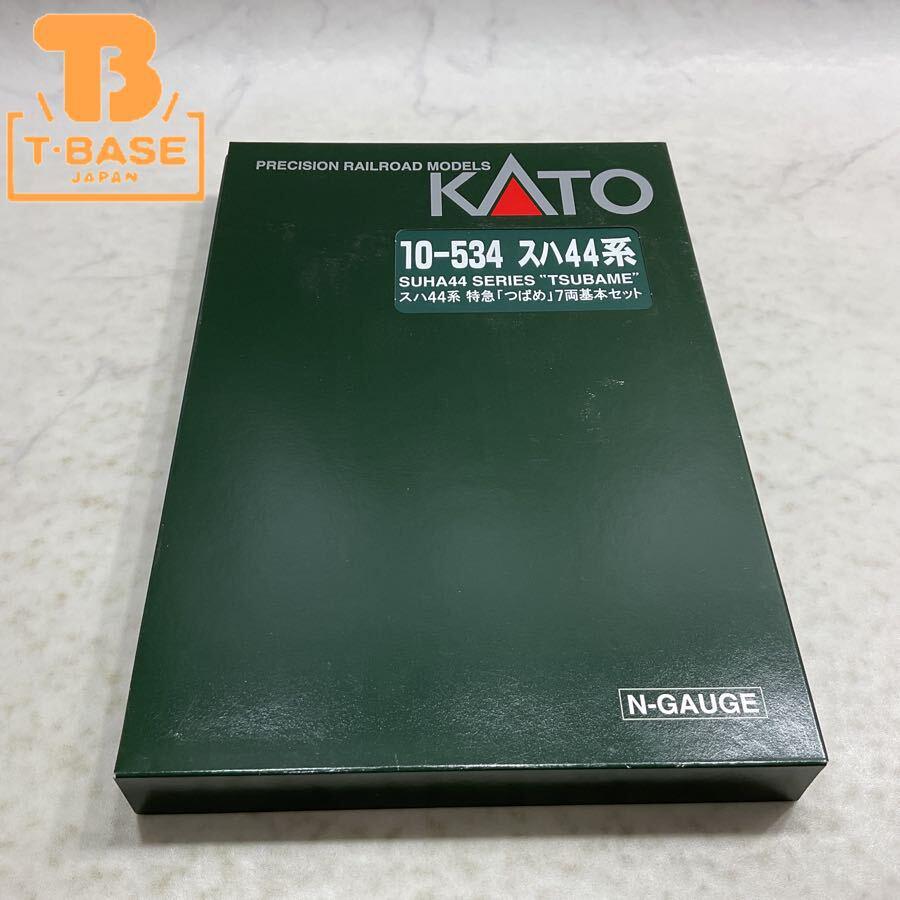 B
T·BASE
JAPAN
PRECISION RAILROAD MODELS
KATO
10-534 スハ44系
SUHA44 SERIES "TSUBAME"
スハ44系 特急「つばめ」7両基本セット
N-GAUGE